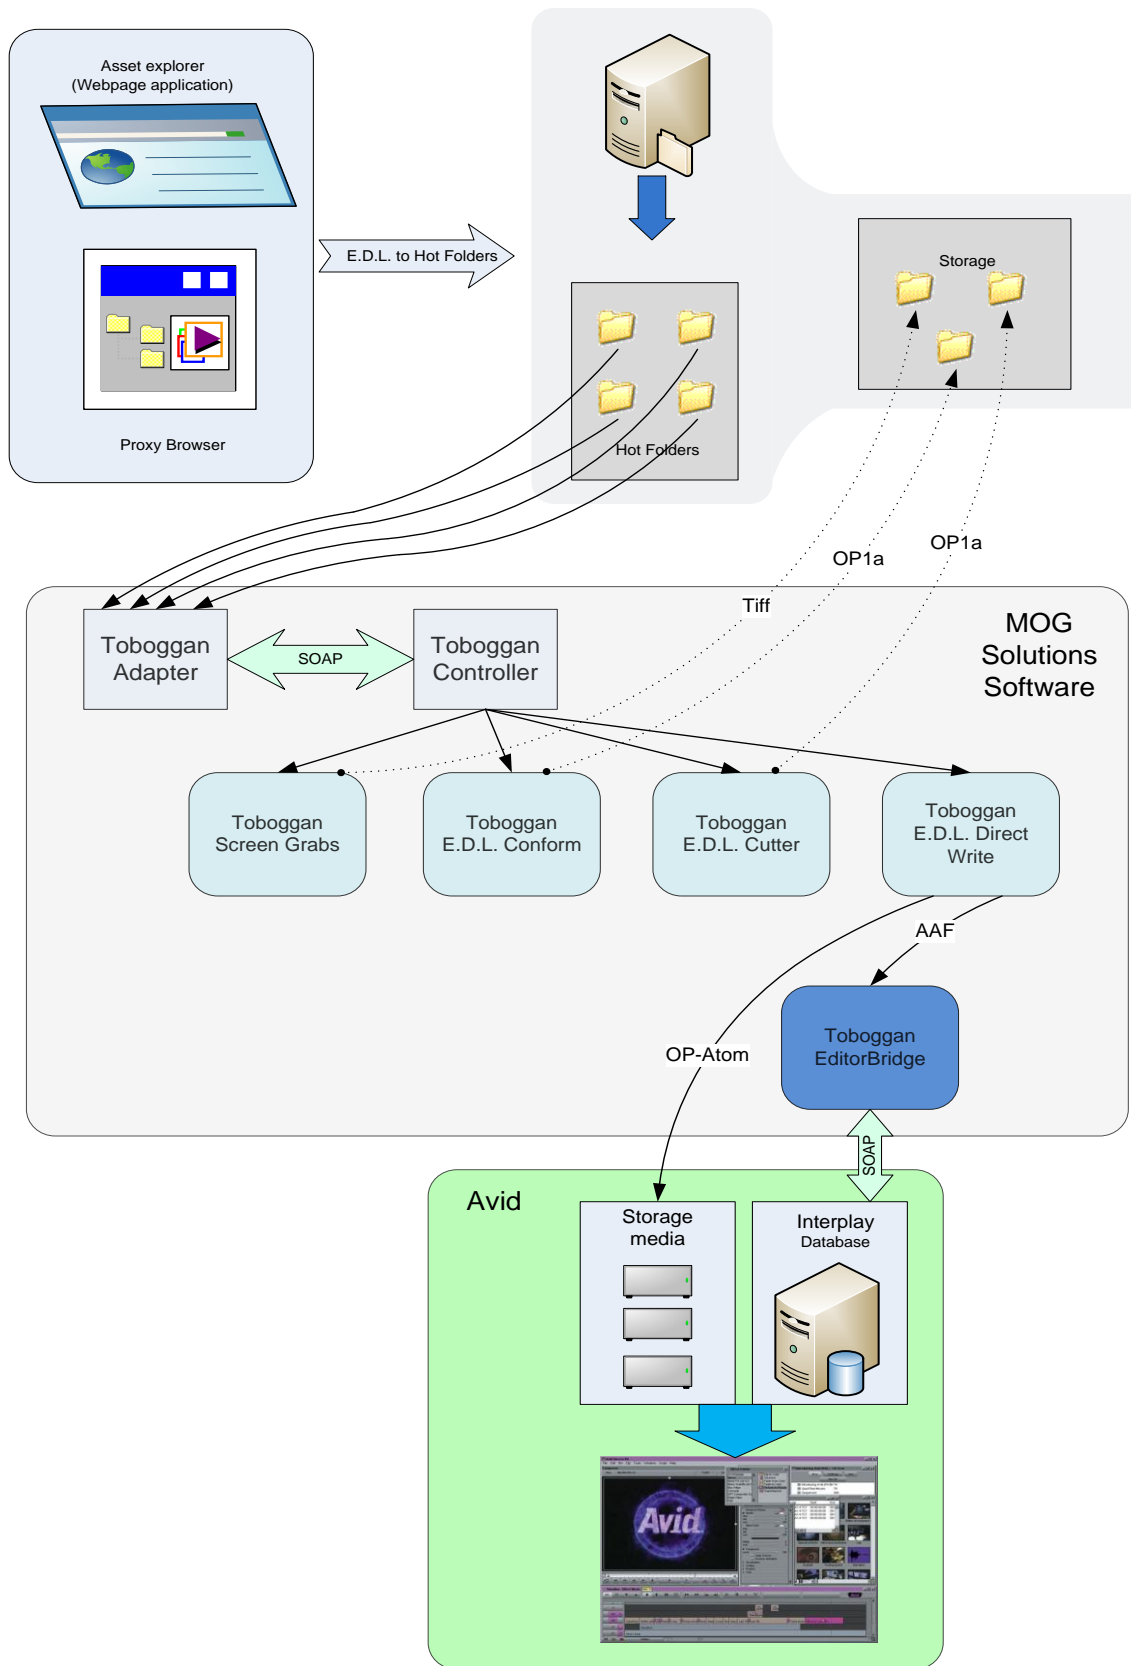 Asset explorer
(Webpage application)
Proxy Browser
E.D.L. to Hot Folders
Hot Folders
Storage
Tiff
OP1a
OP1a
MOG
Solutions
Software
Toboggan
Adapter
SOAP
Toboggan
Controller
Toboggan
Screen Grabs
Toboggan
E.D.L. Conform
Toboggan
E.D.L. Cutter
Toboggan
E.D.L. Direct
Write
AAF
OP-Atom
Toboggan
EditorBridge
SOAP
Avid
Storage
media
Interplay
Database
Avid